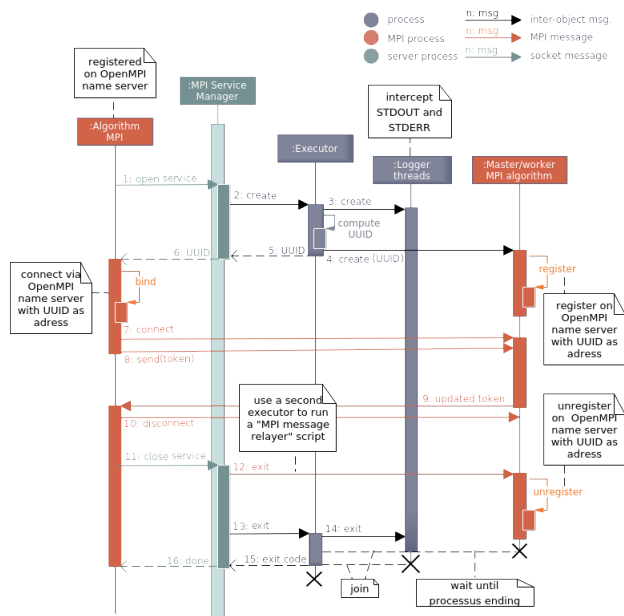 process
n: msg
inter-object msg.
MPI process
n: msg
MPI message
server process
n: msg
socket message
registered
on OpenMPI
name server
:MPI Service
Manager
intercept
STDOUT and
STDERR
:Algorithm
MPI
:Executor
:Logger
threads
:Master/worker
MPI algorithm
1: open service
2: create
3: create
compute
UUID
6: UUID
5: UUID
4: create (UUID)
connect via
OpenMPI
name server
with UUID as
adress
bind
register
register on
OpenMPI
name server
with UUID as
adress
7: connect
8: send(token)
use a second
executor to run
a "MPI message
relayer" script
9: updated token
10: disconnect
unregister
on OpenMPI
name server
with UUID as
adress
11: close service
12: exit
unregister
13: exit
14: exit
16: done
15: exit code
join
wait until
processus ending